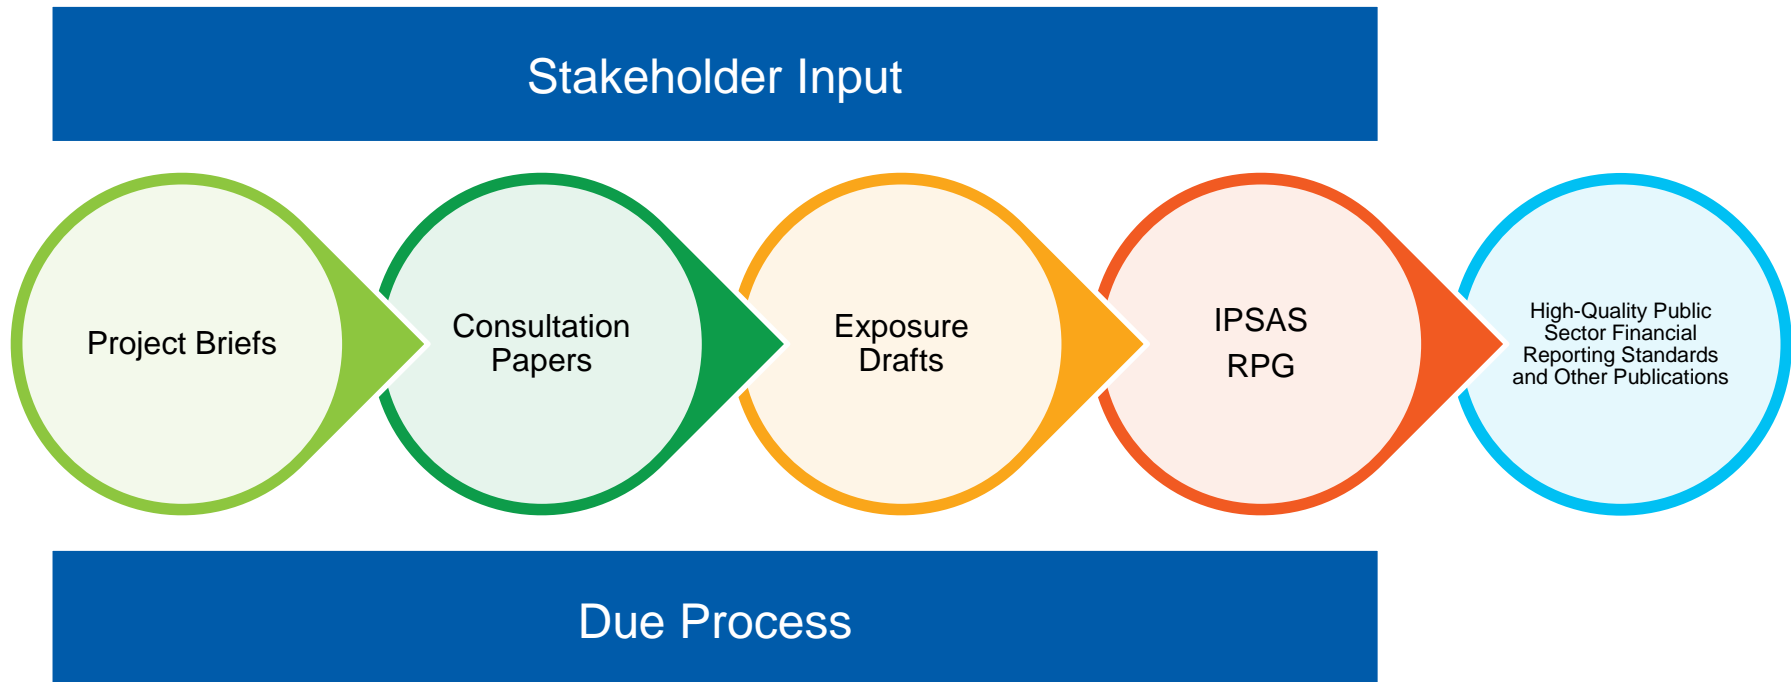 Stakeholder Input
Project Briefs
Consultation
Papers
Exposure
Drafts
IPSAS
RPG
High-Quality Public
Sector Financial
Reporting Standards
and Other Publications
Due Process